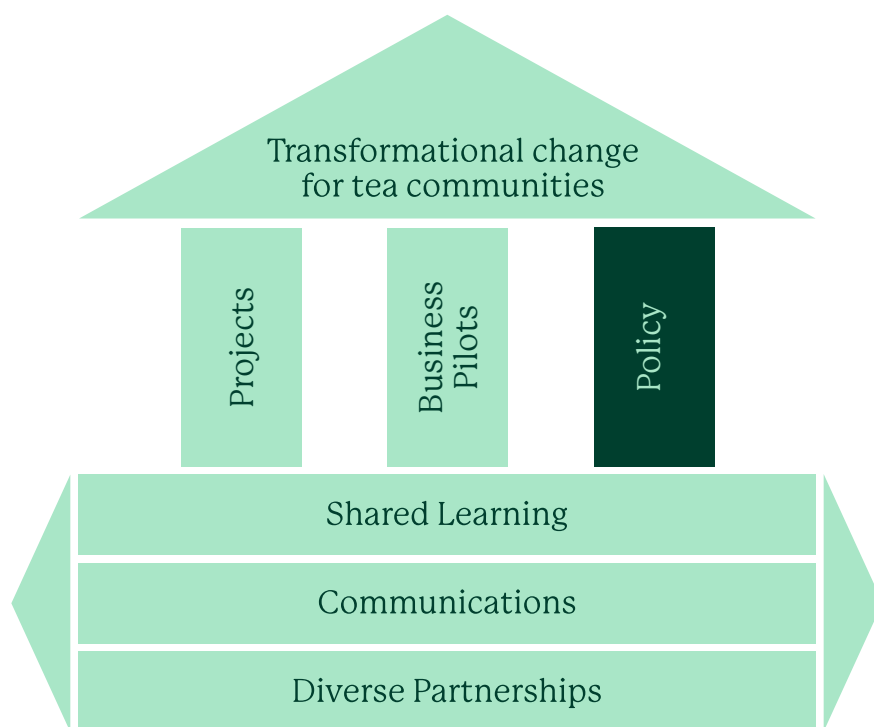 Transformational change
for tea communities
Projects
Business
Pilots
Policy
Shared Learning
Communications
Diverse Partnerships